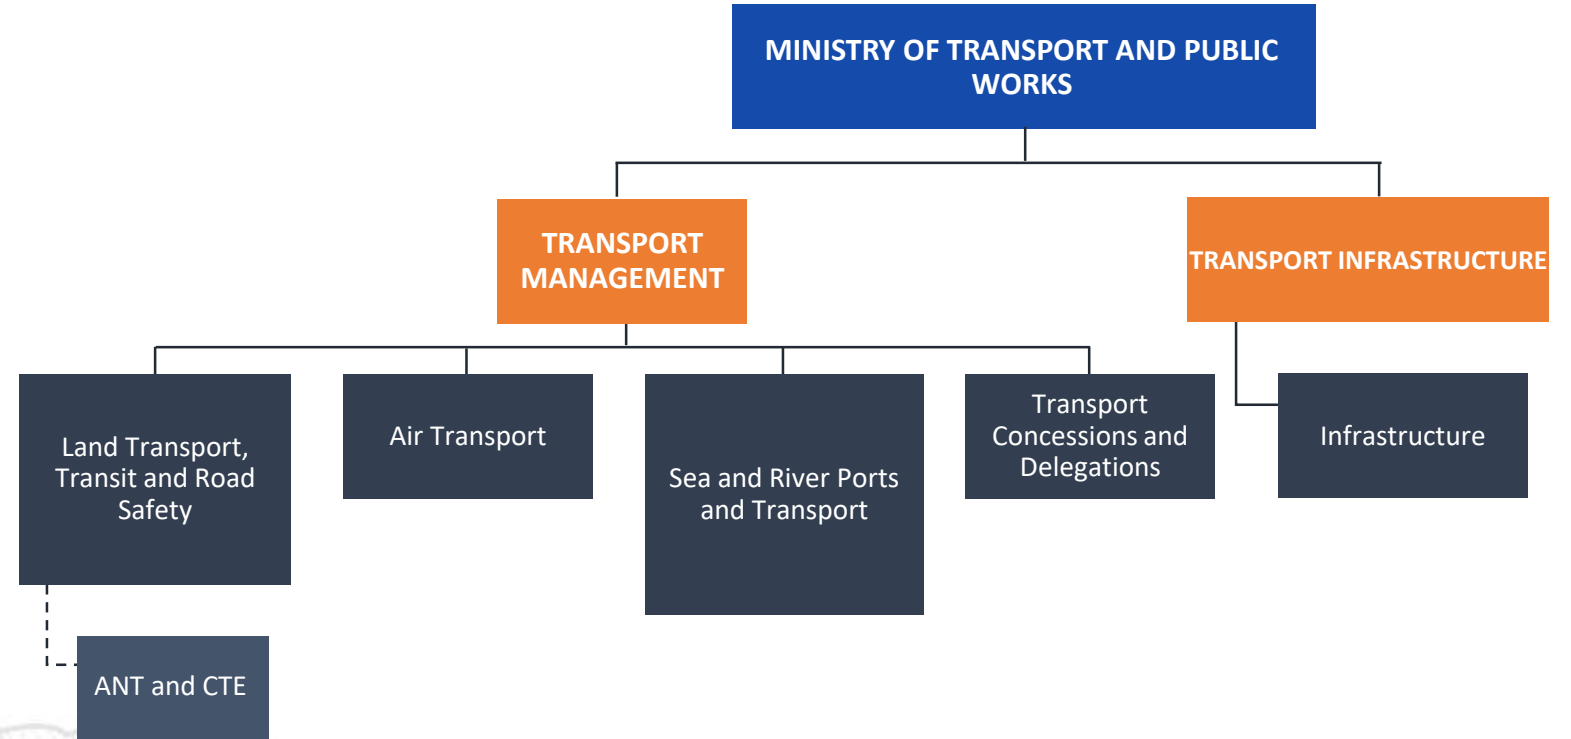 MINISTRY OF TRANSPORT AND PUBLIC
WORKS
TRANSPORT
MANAGEMENT
TRANSPORT INFRASTRUCTURE
Land Transport,
Transit and Road
Safety
Air Transport
Sea and River Ports
and Transport
Transport
Concessions and
Delegations
Infrastructure
ANT and CTE